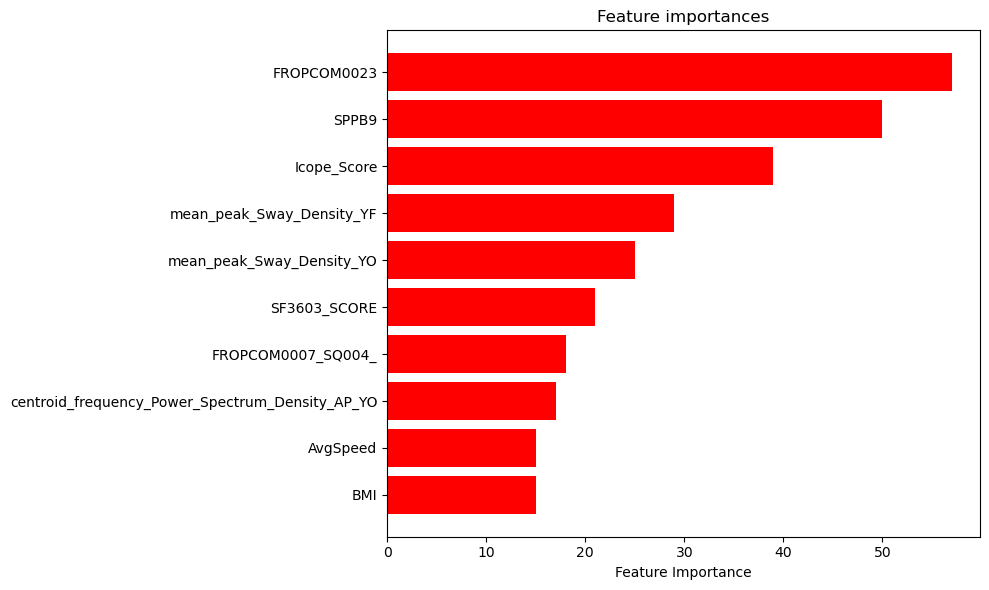 Feature importances
FROPCOM0023
SPPB9
Icope_Score
mean_peak_Sway_Density_YF
mean_peak_Sway_Density_YO
SF3603_SCORE
FROPCOM0007_SQ004_
centroid_frequency_Power_Spectrum_Density_AP_YO
AvgSpeed
BMI
0 10 20 30 40 50
Feature Importance